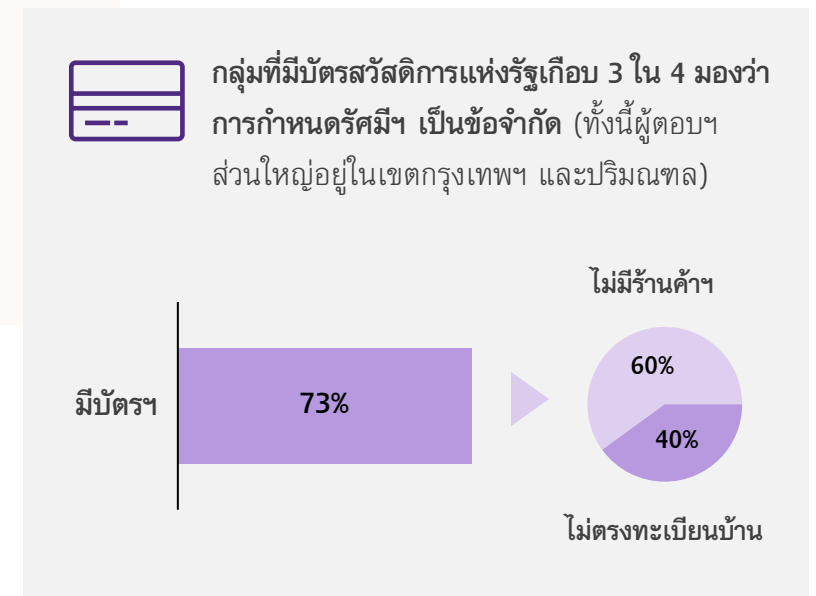 กลุ่มที่มีบัตรสวัสดิการแห่งรัฐเกือบ 3 ใน 4 มองว่า
การกำหนดรัศมีฯ เป็นข้อจำกัด (ทั้งนี้ผู้ตอบฯ
ส่วนใหญ่อยู่ในเขตกรุงเทพฯ และปริมณฑล)
ไม่มีร้านค้าฯ
60%
มีบัตรฯ
73%
40%
ไม่ตรงทะเบียนบ้าน